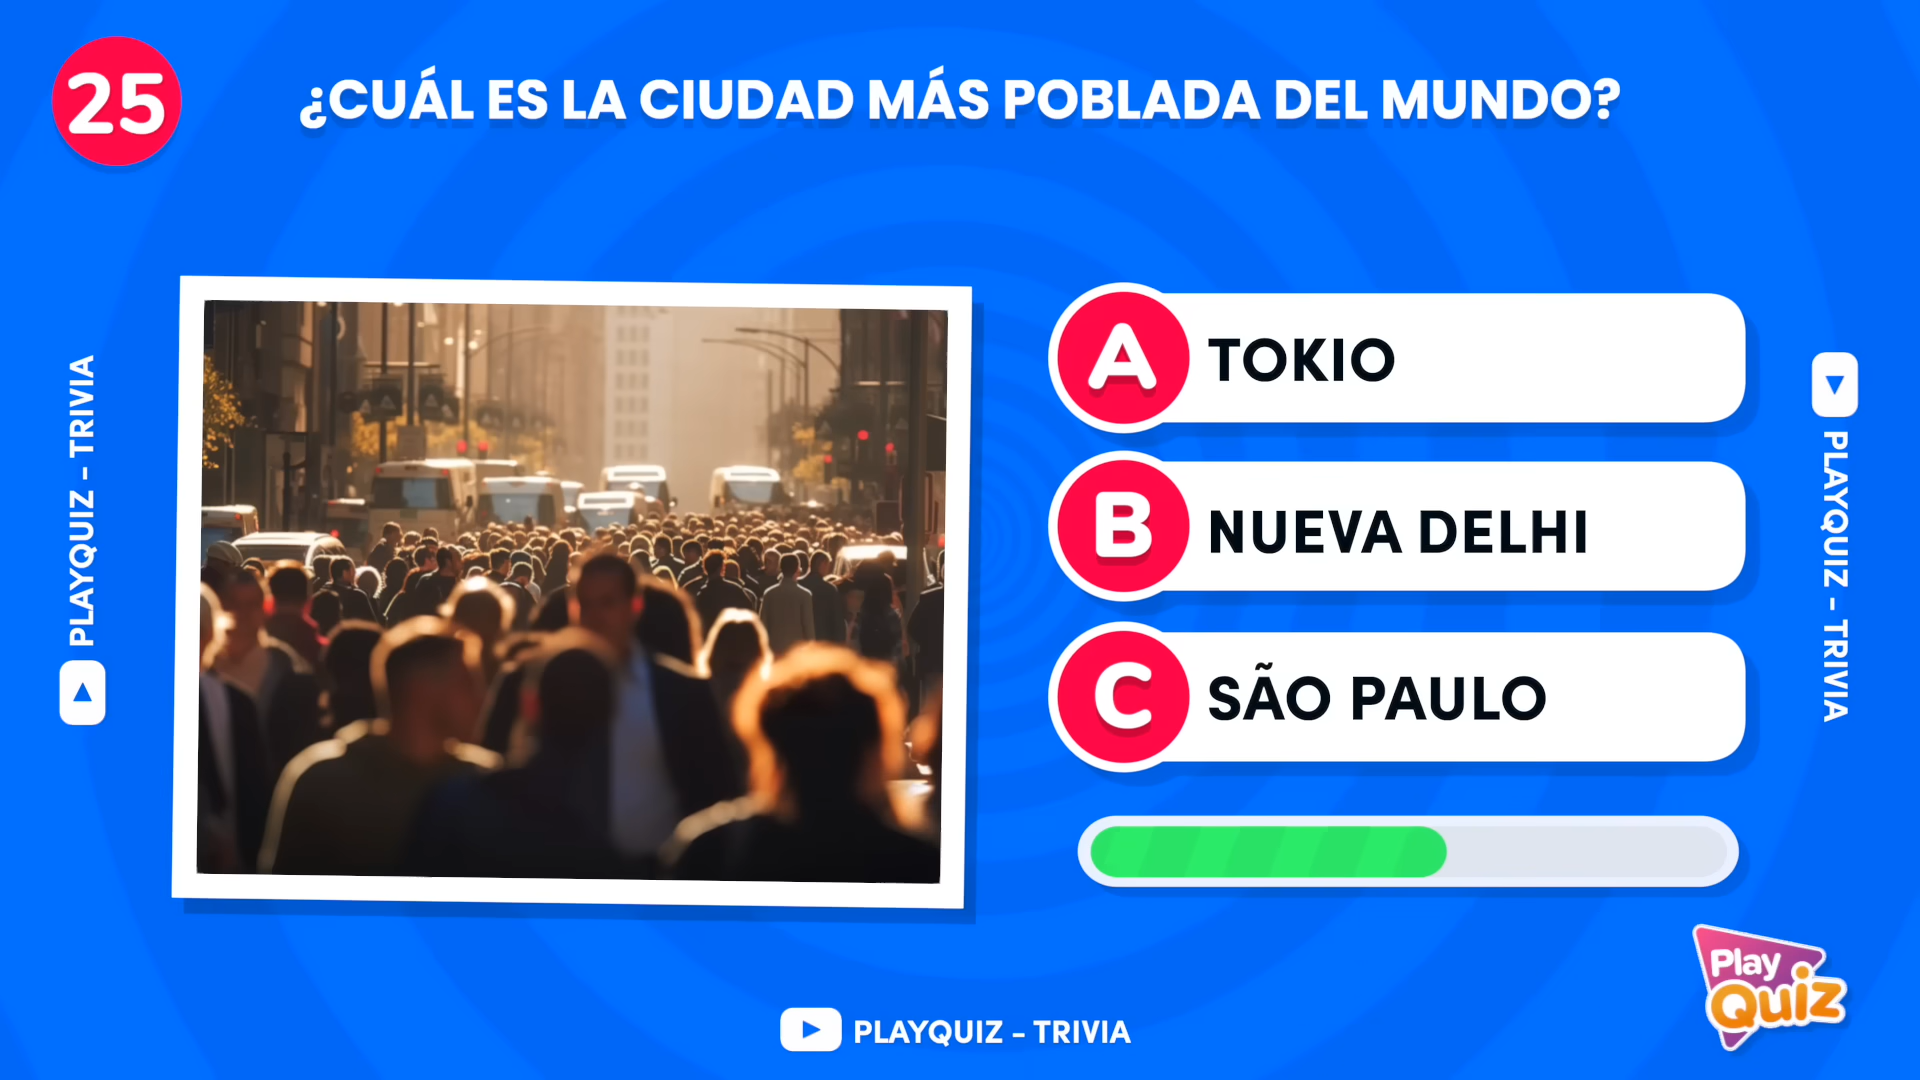 25
¿CUÁL ES LA CIUDAD MÁS POBLADA DEL MUNDO?
PLAYQUIZ - TRIVIA
A TOKIO
B NUEVA DELHI
C SÃO PAULO
PLAYQUIZ - TRIVIA
Play
Quiz
PLAYQUIZ - TRIVIA